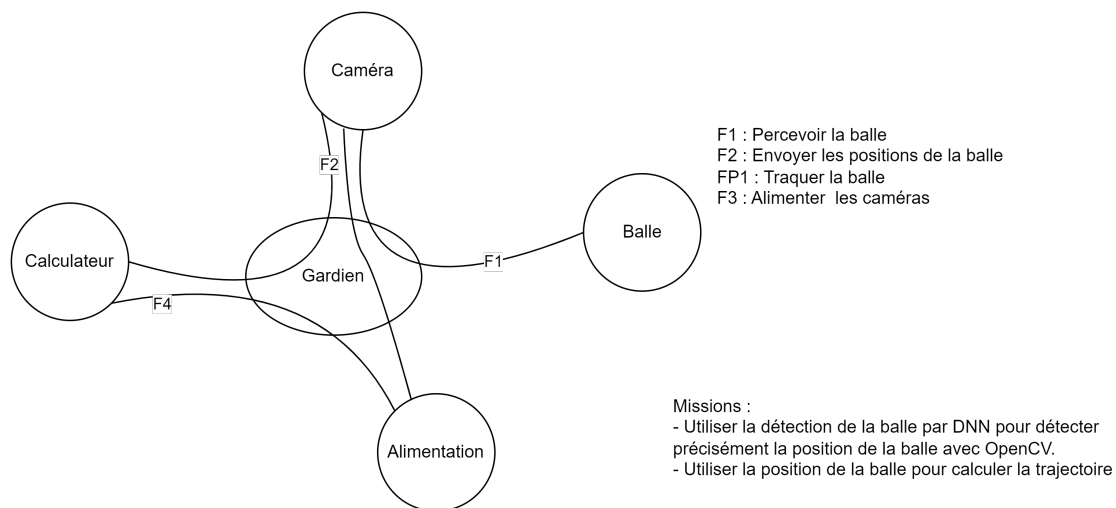 Caméra
F1 : Percevoir la balle
F2 : Envoyer les positions de la balle
FP1 : Traquer la balle
F3 : Alimenter  les caméras
F2
Balle
Calculateur
F1
Gardien
F4
Missions :
- Utiliser la détection de la balle par DNN pour détecter
précisément la position de la balle avec OpenCV.
- Utiliser la position de la balle pour calculer la trajectoire
Alimentation